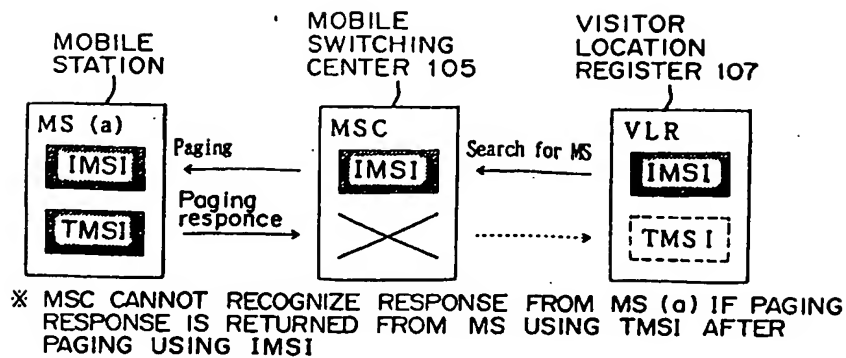 MOBILE STATION
MOBILE SWITCHING CENTER 105
VISITOR LOCATION REGISTER 107
MS (a)
IMSI
TMSI
Paging
Paging responce
MSC
IMSI
Search for MS
VLR
IMSI
TMSI
※ MSC CANNOT RECOGNIZE RESPONSE FROM MS (a) IF PAGING
RESPONSE IS RETURNED FROM MS USING TMSI AFTER
PAGING USING IMSI